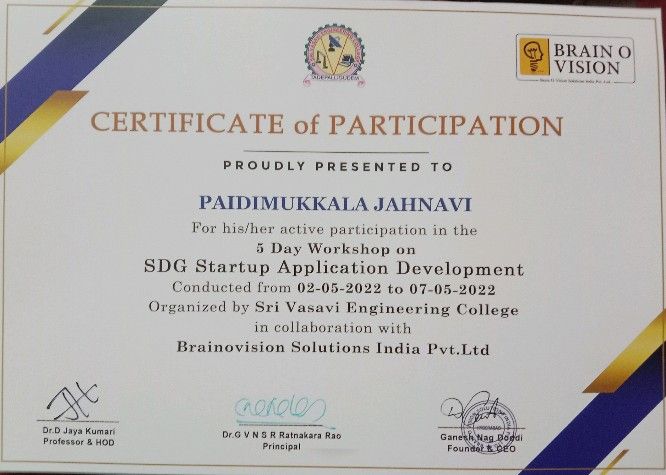 TADEPALLIGUDEM
BRAIN O
VISION
Brain O Vision Solutions India Pvt. Ltd.
CERTIFICATE of PARTICIPATION
PROUDLY PRESENTED TO
PAIDIMUKKALA JAHNAVI
For his/her active participation in the
5 Day Workshop on
SDG Startup Application Development
Conducted from 02-05-2022 to 07-05-2022
Organized by Sri Vasavi Engineering College
in collaboration with
Brainovision Solutions India Pvt.Ltd
Dr.D Jaya Kumari
Professor & HOD
Dr.G V N S R Ratnakara Rao
Principal
HYDERABAD
Ganesh Nag Doddi
Founder & CEO